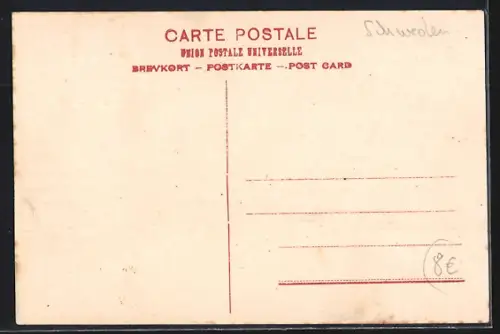 Schweden
CARTE POSTALE
UNION POSTALE UNIVERSELLE
BREVKORT – POSTKARTE – POST CARD
8€